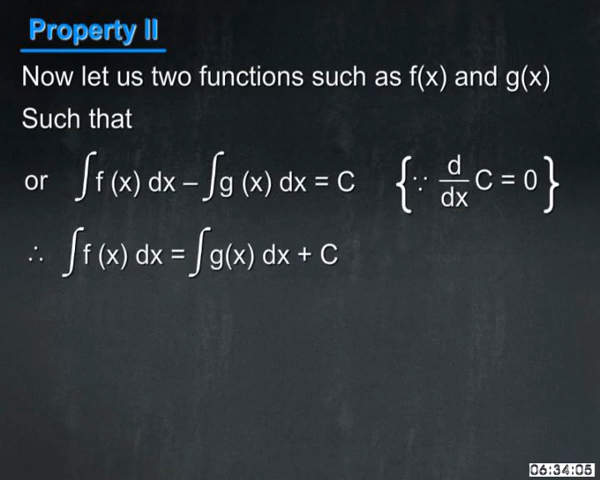 Property II
Now let us two functions such as f(x) and g(x)
Such that
or ∫f (x) dx – ∫g (x) dx = C {∵ d/dx C = 0}
∴ ∫f (x) dx = ∫g(x) dx + C
06:34:05